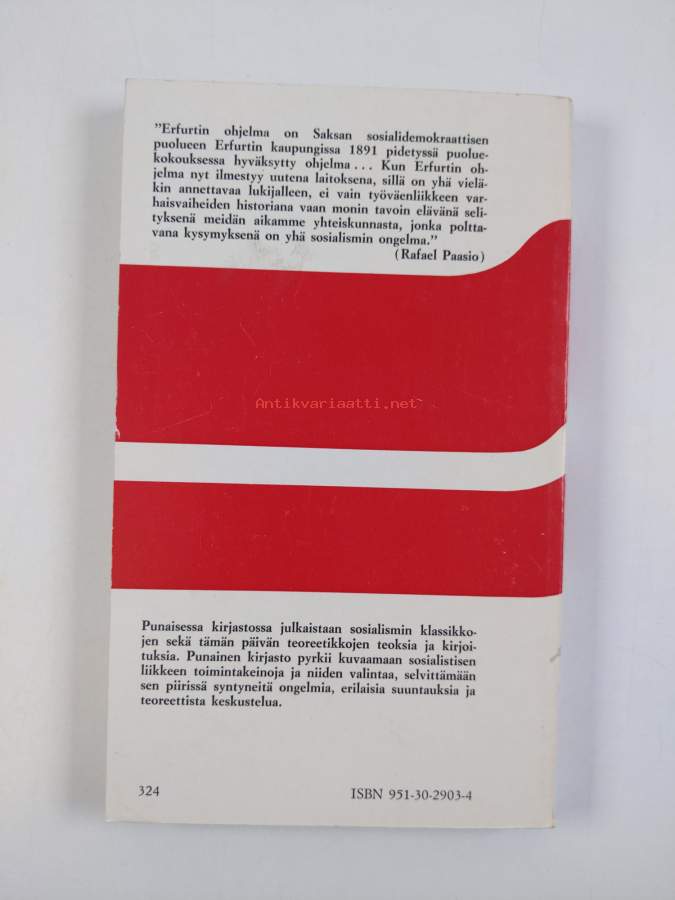 ”Erfurtin ohjelma on Saksan sosialidemokraattisen
puolueen Erfurtin kaupungissa 1891 pidetyssä puolue-
kokouksessa hyväksytty ohjelma... Kun Erfurtin oh-
jelma nyt ilmestyy uutena laitoksena, sillä on yhä vielä-
kin annettavaa lukijalleen, ei vain työväenliikkeen var-
haisvaiheiden historiana vaan monin tavoin elävänä seli-
tyksenä meidän aikamme yhteiskunnasta, jonka poltta-
vana kysymyksenä on yhä sosialismin ongelma.”
(Rafael Paasio)
Antikvariaatti.net
Punaisessa kirjastossa julkaistaan sosialismin klassikko-
jen sekä tämän päivän teoreetikkojen teoksia ja kirjoi-
tuksia. Punainen kirjasto pyrkii kuvaamaan sosialistisen
liikkeen toimintakeinoja ja niiden valintaa, selvittämään
sen piirissä syntyneitä ongelmia, erilaisia suuntauksia ja
teoreettista keskustelua.
324
ISBN 951-30-2903-4